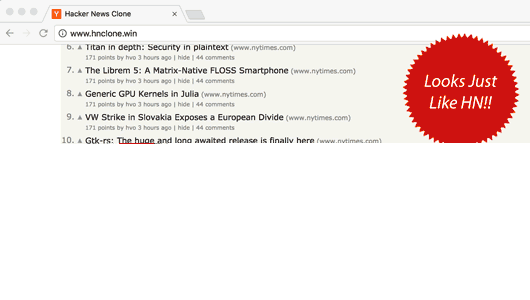 Y Hacker News Clone ×
www.hnclone.win
6. ▲ Titan in depth: Security in plaintext (www.nytimes.com)
171 points by hvo 3 hours ago | hide | 44 comments
7. ▲ The Librem 5: A Matrix-Native FLOSS Smartphone (www.nytimes.com)
171 points by hvo 3 hours ago | hide | 44 comments
8. ▲ Generic GPU Kernels in Julia (www.nytimes.com)
171 points by hvo 3 hours ago | hide | 44 comments
9. ▲ VW Strike in Slovakia Exposes a European Divide (www.nytimes.com)
171 points by hvo 3 hours ago | hide | 44 comments
10. ▲ Gtk-rs: The huge and long awaited release is finally here (www.nytimes.com)
Looks Just
Like HN!!